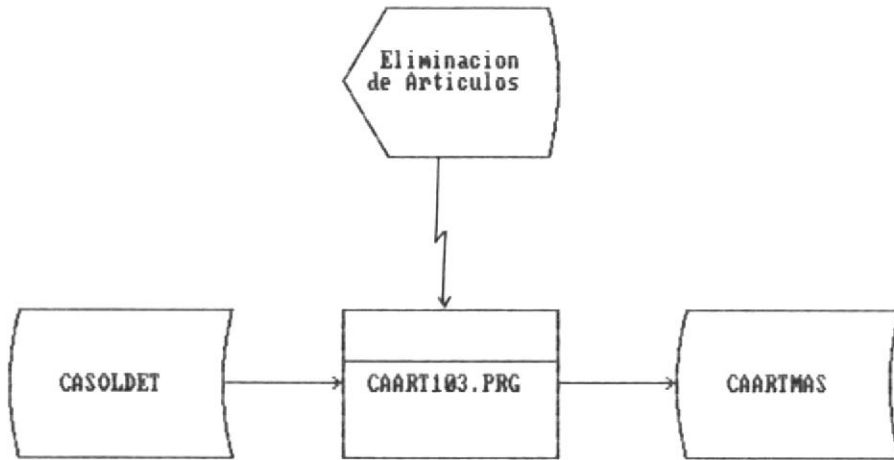 Eliminacion
de Articulos
CASOLDET
CAART103.PRG
CAARTMAS